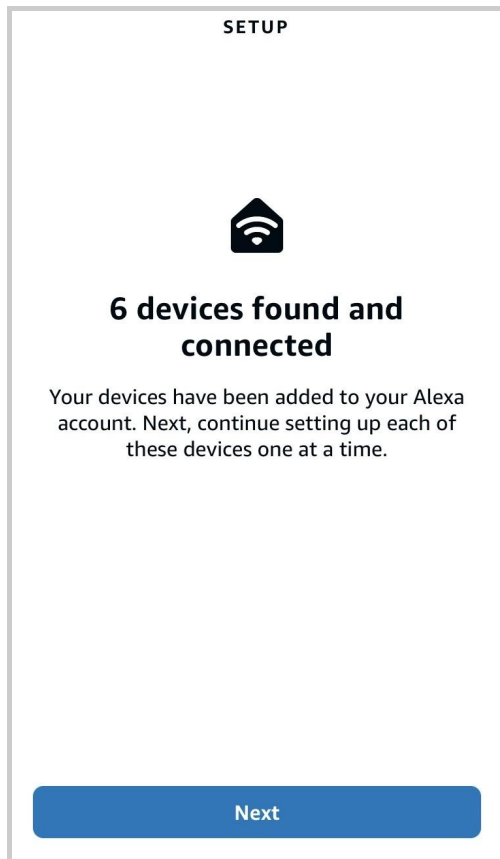 SETUP
6 devices found and
connected
Your devices have been added to your Alexa
account. Next, continue setting up each of
these devices one at a time.
Next